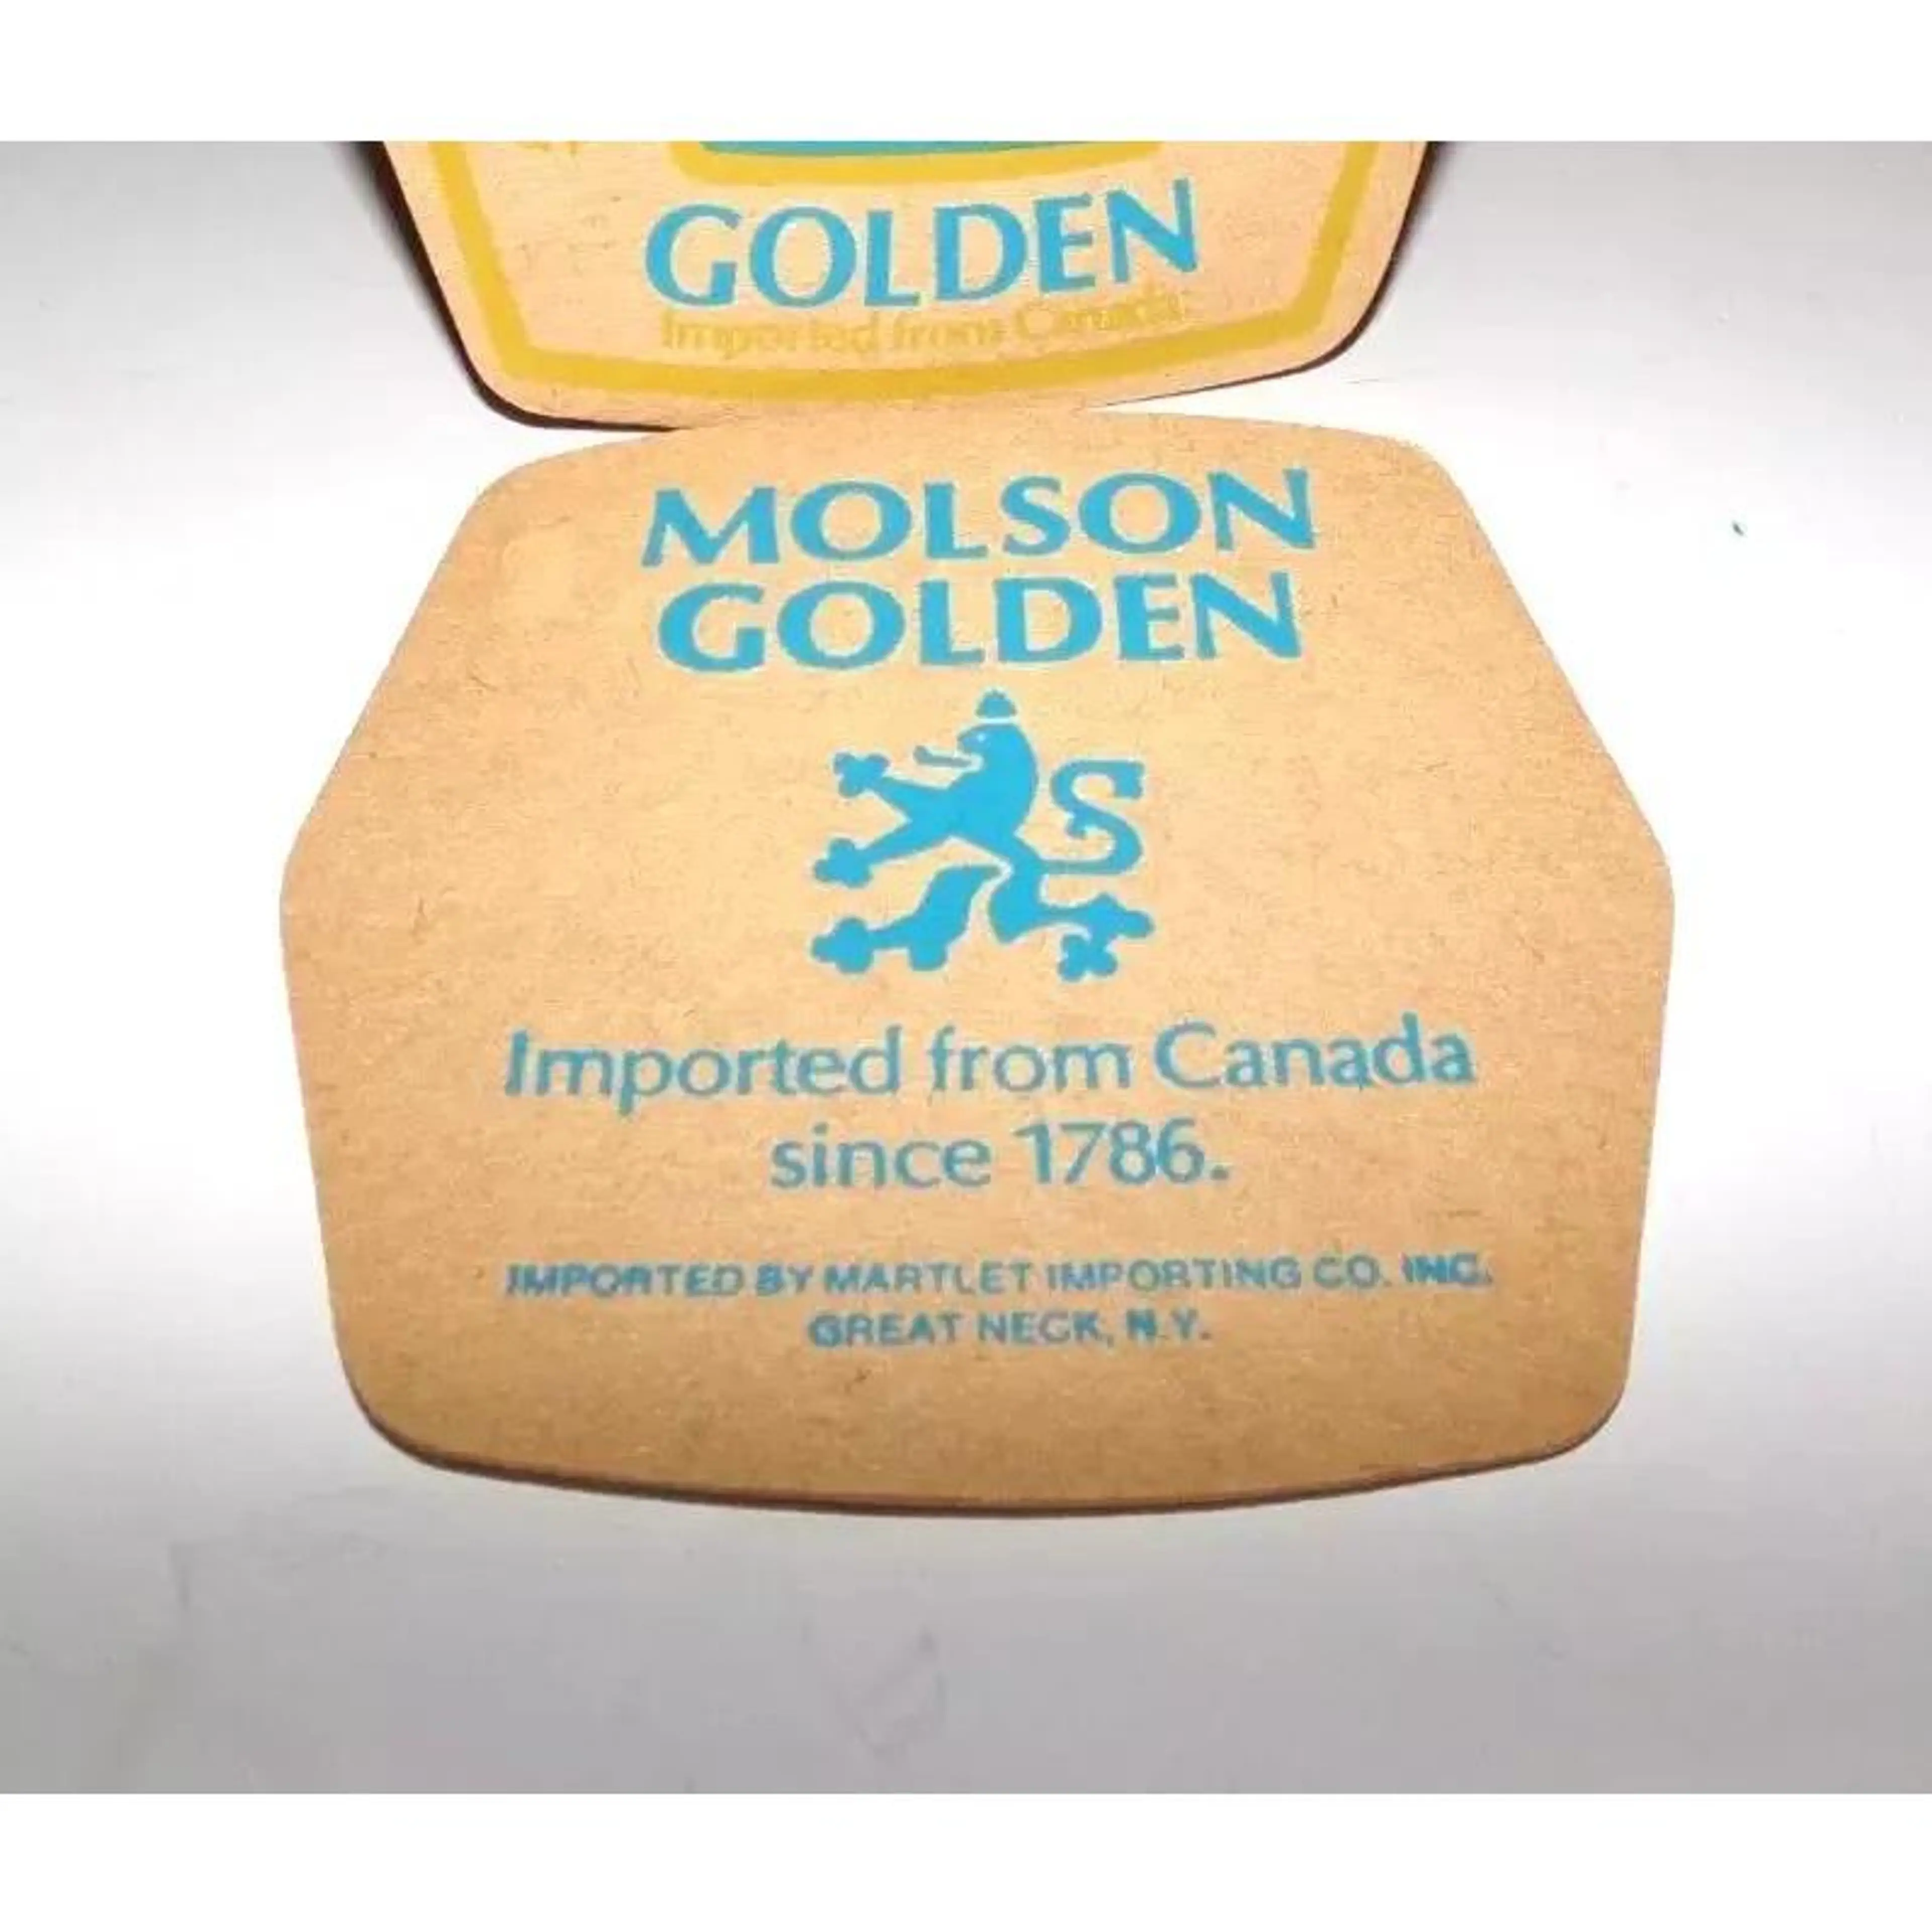 GOLDEN
Imported from Canada.
MOLSON
GOLDEN
Imported from Canada
since 1786.
IMPORTED BY MARTLET IMPORTING CO. INC.
GREAT NECK, N.Y.